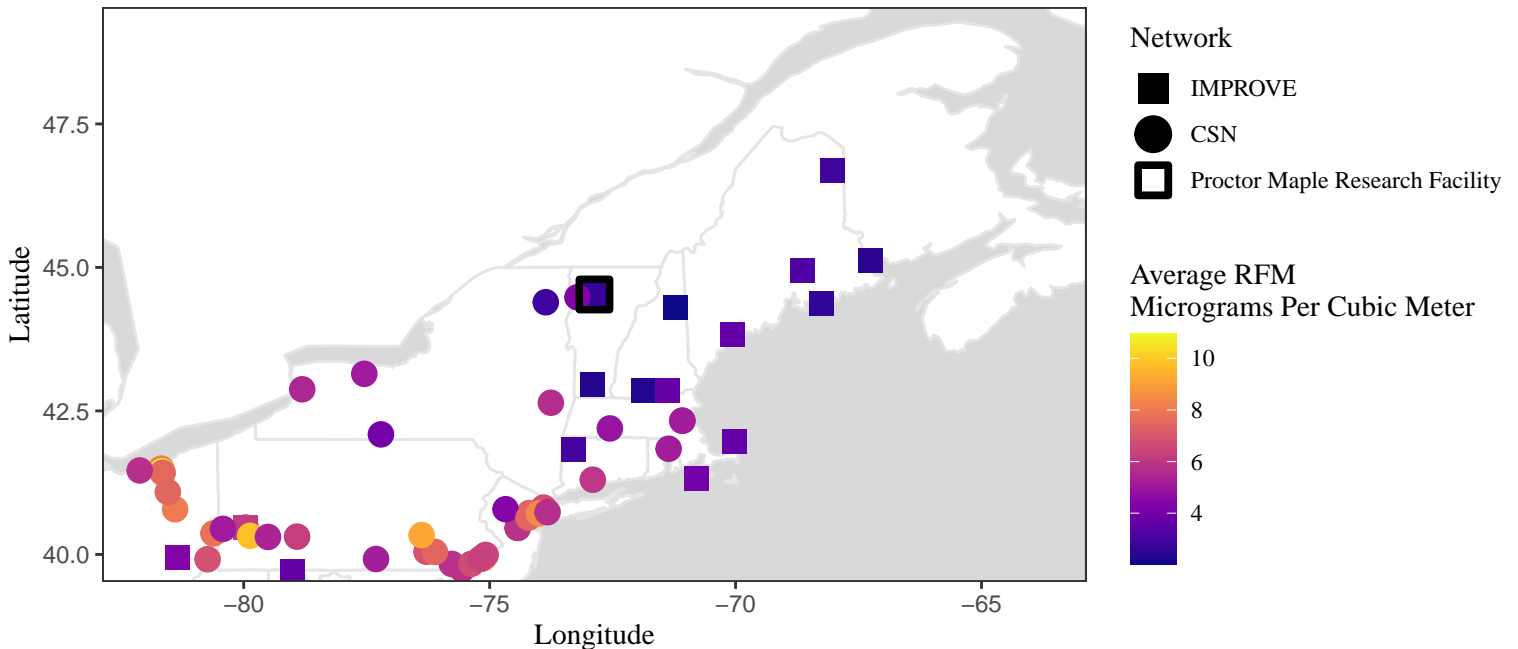 47.5
45.0
42.5
40.0
Latitude
−80
−75
−70
−65
Longitude
Network
IMPROVE
CSN
Proctor Maple Research Facility
Average RFM
Micrograms Per Cubic Meter
10
8
6
4